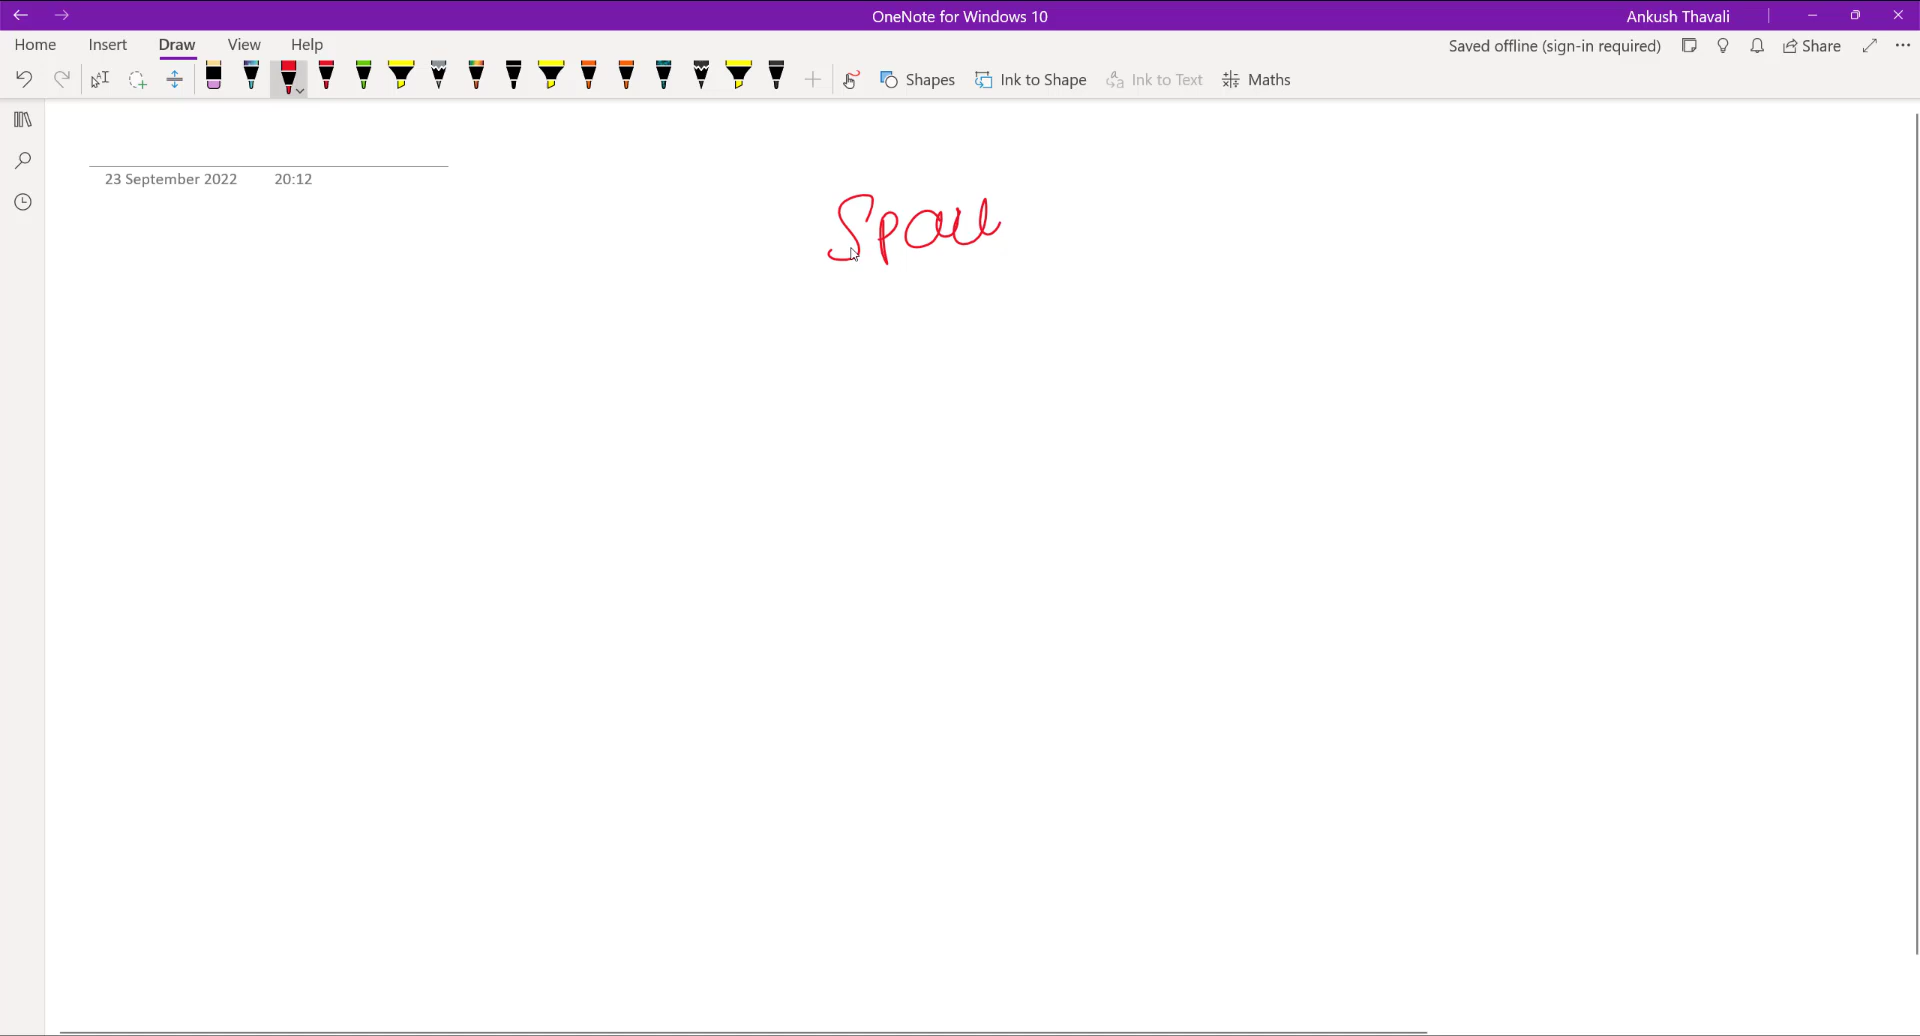 OneNote for Windows 10
Ankush Thavali
Home Insert Draw View Help
Saved offline (sign-in required) Share
Shapes Ink to Shape Ink to Text Maths
23 September 2022 20:12